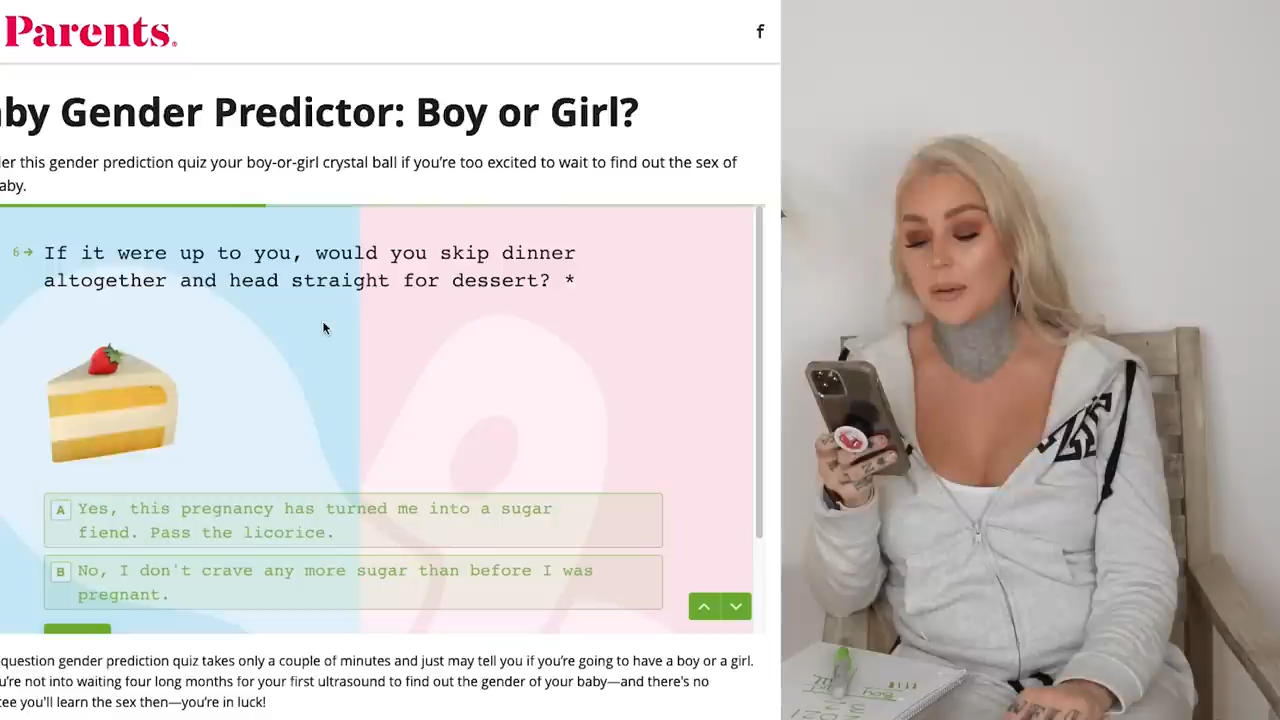 Parents.
f
by Gender Predictor: Boy or Girl?
er this gender prediction quiz your boy-or-girl crystal ball if you're too excited to wait to find out the sex of
aby.
6→ If it were up to you, would you skip dinner
altogether and head straight for dessert? *
A Yes, this pregnancy has turned me into a sugar
fiend. Pass the licorice.
B No, I don't crave any more sugar than before I was
pregnant.
question gender prediction quiz takes only a couple of minutes and just may tell you if you're going to have a boy or a girl.
u're not into waiting four long months for your first ultrasound to find out the gender of your baby—and there's no
tee you'll learn the sex then—you're in luck!
Boy